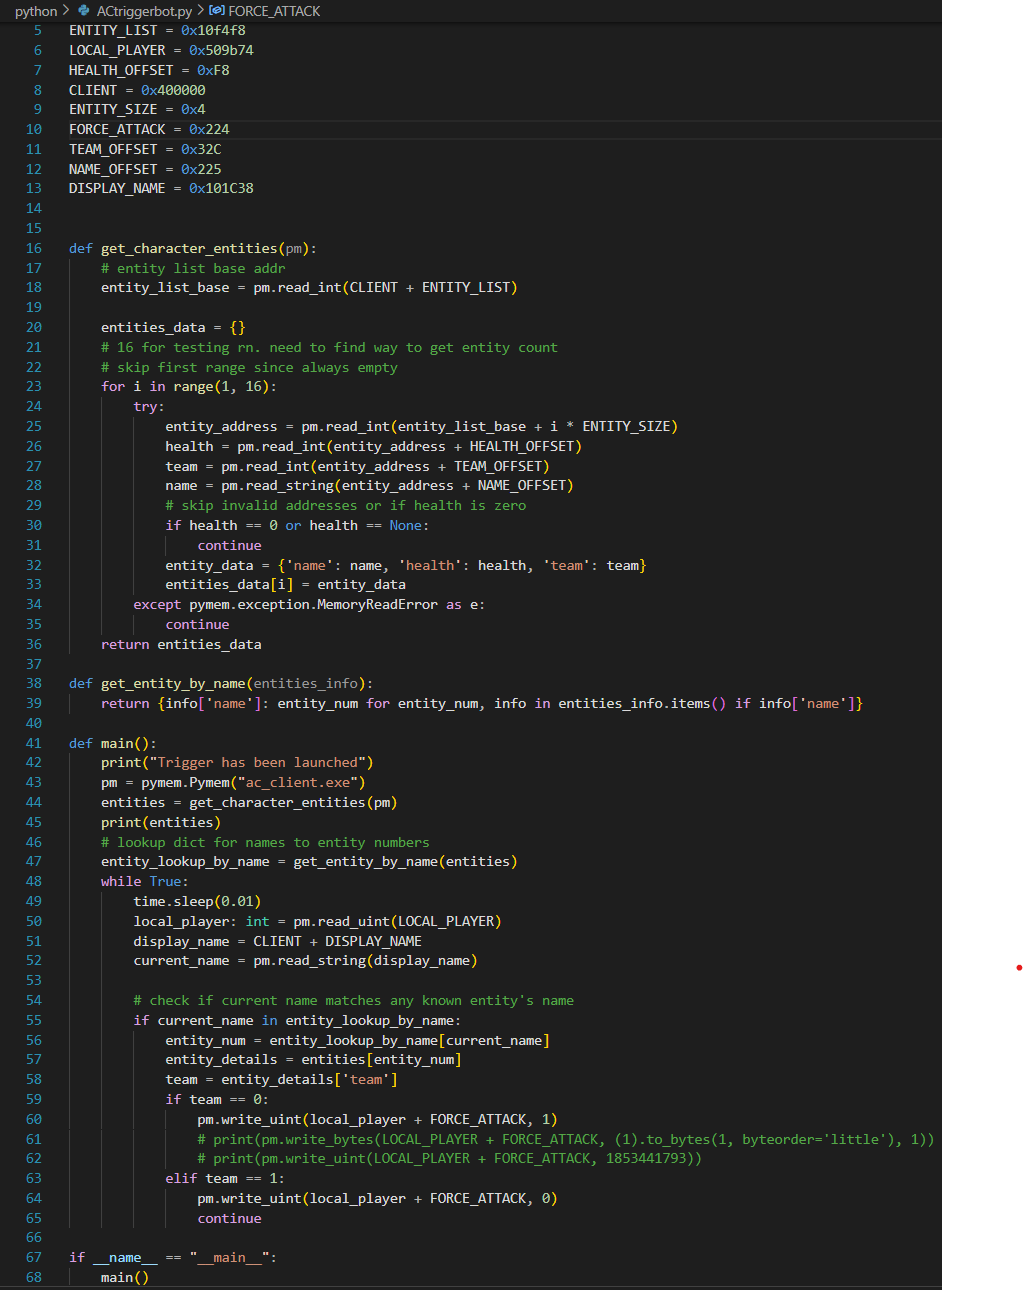 python > ACtriggerbot.py > FORCE_ATTACK
5 ENTITY_LIST = 0x10f4f8
6 LOCAL_PLAYER = 0x509b74
7 HEALTH_OFFSET = 0xF8
8 CLIENT = 0x400000
9 ENTITY_SIZE = 0x4
10 FORCE_ATTACK = 0x224
11 TEAM_OFFSET = 0x32C
12 NAME_OFFSET = 0x225
13 DISPLAY_NAME = 0x101C38
14
15
16 def get_character_entities(pm):
17     # entity list base addr
18     entity_list_base = pm.read_int(CLIENT + ENTITY_LIST)
19
20     entities_data = {}
21     # 16 for testing rn. need to find way to get entity count
22     # skip first range since always empty
23     for i in range(1, 16):
24         try:
25             entity_address = pm.read_int(entity_list_base + i * ENTITY_SIZE)
26             health = pm.read_int(entity_address + HEALTH_OFFSET)
27             team = pm.read_int(entity_address + TEAM_OFFSET)
28             name = pm.read_string(entity_address + NAME_OFFSET)
29             # skip invalid addresses or if health is zero
30             if health == 0 or health == None:
31                 continue
32             entity_data = {'name': name, 'health': health, 'team': team}
33             entities_data[i] = entity_data
34         except pymem.exception.MemoryReadError as e:
35             continue
36     return entities_data
37
38 def get_entity_by_name(entities_info):
39     return {info['name']: entity_num for entity_num, info in entities_info.items() if info['name']}
40
41 def main():
42     print("Trigger has been launched")
43     pm = pymem.Pymem("ac_client.exe")
44     entities = get_character_entities(pm)
45     print(entities)
46     # lookup dict for names to entity numbers
47     entity_lookup_by_name = get_entity_by_name(entities)
48     while True:
49         time.sleep(0.01)
50         local_player: int = pm.read_uint(LOCAL_PLAYER)
51         display_name = CLIENT + DISPLAY_NAME
52         current_name = pm.read_string(display_name)
53
54         # check if current name matches any known entity's name
55         if current_name in entity_lookup_by_name:
56             entity_num = entity_lookup_by_name[current_name]
57             entity_details = entities[entity_num]
58             team = entity_details['team']
59             if team == 0:
60                 pm.write_uint(local_player + FORCE_ATTACK, 1)
61                 # print(pm.write_bytes(LOCAL_PLAYER + FORCE_ATTACK, (1).to_bytes(1, byteorder='little'), 1))
62                 # print(pm.write_uint(LOCAL_PLAYER + FORCE_ATTACK, 1853441793))
63             elif team == 1:
64                 pm.write_uint(local_player + FORCE_ATTACK, 0)
65                 continue
66
67 if __name__ == "__main__":
68     main()